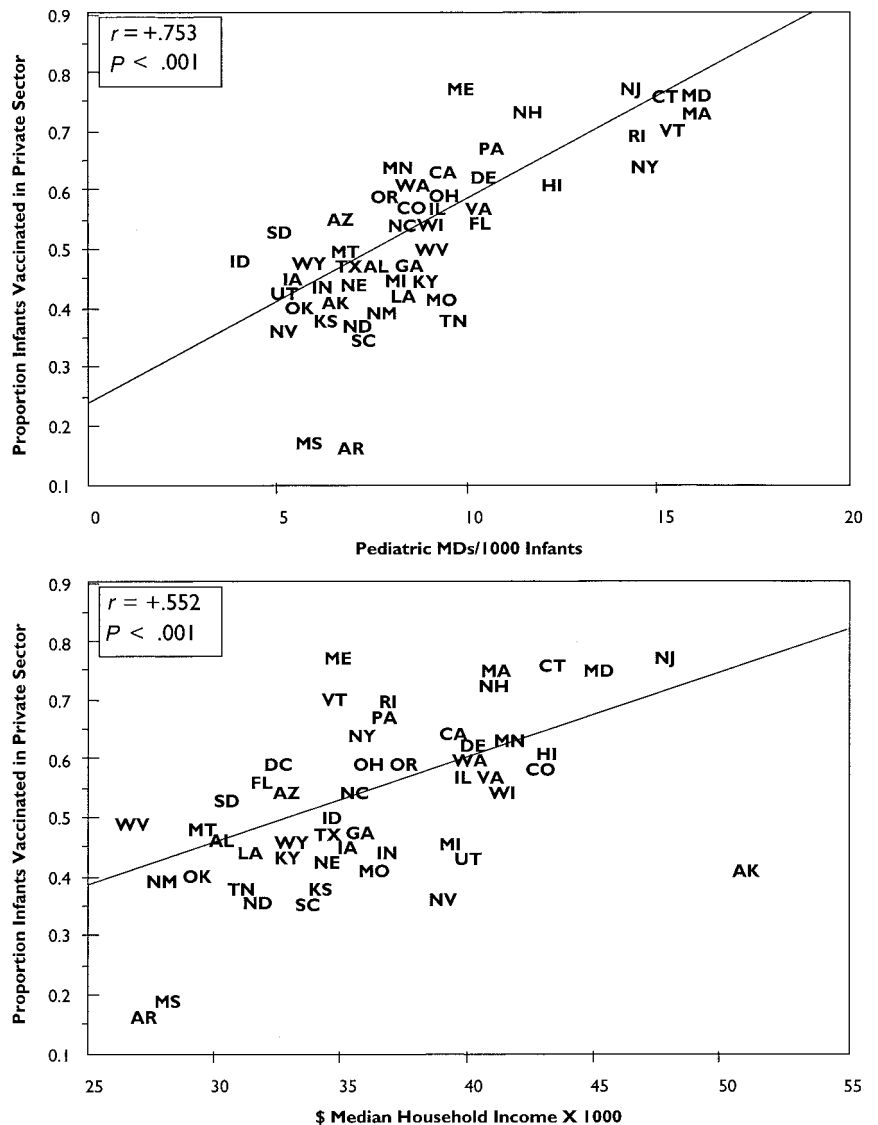 r = +.753
P < .001
Proportion Infants Vaccinated in Private Sector
0.9
0.8
0.7
0.6
0.5
0.4
0.3
0.2
0.1
ME
NJ
CT MD
NH
MA
VT
RI
PA
NY
MN
CA
DE
WA
HI
OR
OH
CO IL
VA
AZ
FL
NC WI
SD
MT
WV
ID
WY
TX AL
GA
IA
MI KY
IN
NE
UT
LA
MO
AK
OK
NM
KS
TN
ND
NV
SC
MS
AR
0 5 10 15 20
Pediatric MDs/1000 Infants
r = +.552
P < .001
Proportion Infants Vaccinated in Private Sector
0.9
0.8
0.7
0.6
0.5
0.4
0.3
0.2
0.1
ME
NJ
CT
MA
MD
NH
VT
RI
PA
NY
CA
MN
DE
HI
WA
DC
OH OR
CO
IL VA
FL
AZ
NC
WI
SD
ID
WV
MT
TX GA
AL
WY
MI
IA
LA
KY
IN
NE
UT
MO
AK
OK
NM
TN
KS
NV
ND
SC
MS
AR
25 30 35 40 45 50 55
$ Median Household Income X 1000